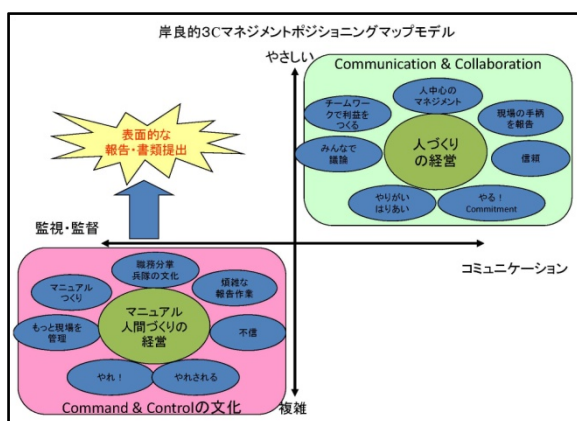 岸良的3Cマネジメントポジショニングマップモデル
やさしい
Communication & Collaboration
人中心の
マネジメント
チームワー
クで利益を
つくる
現場の手柄
を報告
表面的な
報告・書類提出
みんなで
議論
人づくり
の経営
信頼
やりがい
はりあい
やる！
Commitment
監視・監督
コミュニケーション
職務分掌
兵隊の文化
マニュアル
つくり
煩雑な
報告作業
マニュアル
人間づくりの
経営
もっと現場を
管理
不信
やれ！
やれされる
Command & Controlの文化
複雑